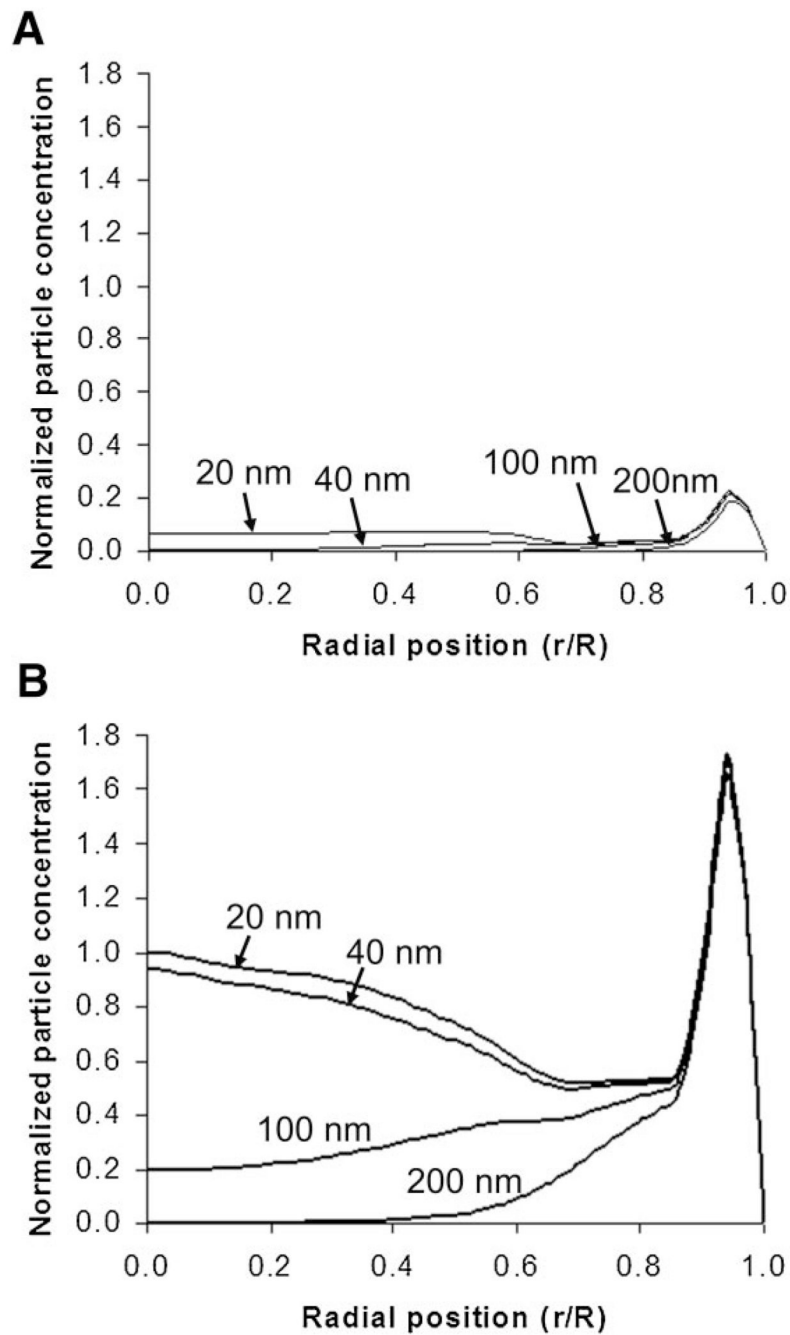 A
Normalized particle concentration
1.8
1.6
1.4
1.2
1.0
0.8
0.6
0.4
0.2
0.0
20 nm
40 nm
100 nm
200nm
0.0 0.2 0.4 0.6 0.8 1.0
Radial position (r/R)
B
Normalized particle concentration
1.8
1.6
1.4
1.2
1.0
0.8
0.6
0.4
0.2
0.0
20 nm
40 nm
100 nm
200 nm
0.0 0.2 0.4 0.6 0.8 1.0
Radial position (r/R)